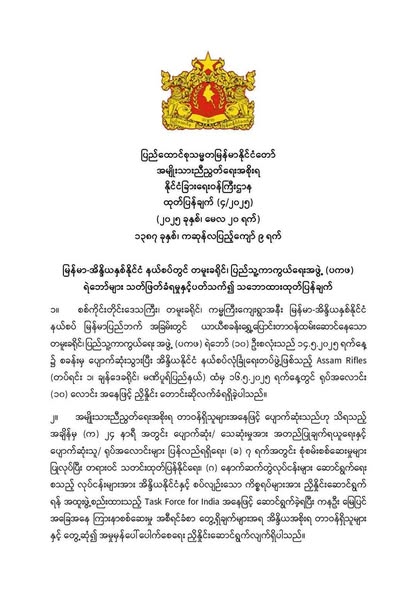 ပြည်ထောင်စုသမ္မတမြန်မာနိုင်ငံတော်
အမျိုးသားညီညွတ်ရေးအစိုးရ
နိုင်ငံခြားရေးဝန်ကြီးဌာန
ထုတ်ပြန်ချက် (၄/၂၀၂၅)
(၂၀၂၅ ခုနှစ်၊ မေလ ၂၀ ရက်)
၁၃၈၇ ခုနှစ်၊ ကဆုန်လပြည့်ကျော် ၉ ရက်
မြန်မာ-အိန္ဒိယနှစ်နိုင်ငံ နယ်စပ်တွင် တမူးခရိုင်၊ ပြည်သူ့ကာကွယ်ရေးအဖွဲ့ (ပကဖ)
ရဲဘော်များ သတ်ဖြတ်ခံရမှုနှင့်ပတ်သက်၍ သဘောထားထုတ်ပြန်ချက်
၁။ စစ်ကိုင်းတိုင်းဒေသကြီး၊ တမူးခရိုင်၊ ကမ္ဘကြီးကျေးရွာအနီး မြန်မာ-အိန္ဒိယနှစ်နိုင်ငံ
နယ်စပ် မြန်မာပြည်ဘက် အခြမ်းတွင် ယာယီစခန်းရွှေ့ပြောင်းတာဝန်ထမ်းဆောင်နေသော
တမူးခရိုင်၊ပြည်သူ့ကာကွယ်ရေး အဖွဲ့ (ပကဖ) ရဲဘော် (၁၀) ဦးစလုံးသည် ၁၄.၅.၂၀၂၅ ရက်နေ့
၌ စခန်းမှ ပျောက်ဆုံးသွားပြီး အိန္ဒိယနိုင်ငံ နယ်စပ်လုံခြုံရေးတပ်ဖွဲ့ဖြစ်သည့် Assam Rifles
(တပ်ရင်း ၁၊ ချန်ဒေခရိုင်၊ မဏိပူရ်ပြည်နယ်) ထံမှ ၁၆.၅.၂၀၂၅ ရက်နေ့တွင် ရုပ်အလောင်း
(၁၀) လောင်း အနေဖြင့် ညှိနှိုင်း တောင်းဆိုလက်ခံရရှိခဲ့ပါသည်။
၂။ အမျိုးသားညီညွတ်ရေးအစိုးရ တာဝန်ရှိသူများအနေဖြင့် ပျောက်ဆုံးသည်ဟု သိရသည့်
အချိန်မှ (က) ၂၄ နာရီ အတွင်း ပျောက်ဆုံး/ သေဆုံးမှုအား အတည်ပြုချက်ရယူရေးနှင့်
ပျောက်ဆုံးသူ/ ရုပ်အလောင်းများ ပြန်လည်ရရှိရေး၊ (ခ) ၇ ရက်အတွင်း စုံစမ်းစစ်ဆေးမှုများ
ပြုလုပ်ပြီး တရားဝင် သတင်းထုတ်ပြန်နိုင်ရေး၊ (ဂ) နောက်ဆက်တွဲလုပ်ငန်းများ ဆောင်ရွက်ရေး
စသည့် လုပ်ငန်းများအား အိန္ဒိယနိုင်ငံနှင့် စပ်လျဉ်းသော ကိစ္စရပ်များအား ညှိနှိုင်းဆောင်ရွက်
ရန် အထူးဖွဲ့စည်းထားသည့် Task Force for India အနေဖြင့် ဆောင်ရွက်ခဲ့ရပြီး ကနဦး မြေပြင်
အခြေအနေ ကြားနာစစ်ဆေးမှု အစီရင်ခံစာ တွေ့ရှိချက်များအရ အိန္ဒိယအစိုးရ တာဝန်ရှိသူများ
နှင့် တွေ့ဆုံ၍ အမှုမှန်ပေါ်ပေါက်စေရေး ညှိနှိုင်းဆောင်ရွက်လျက်ရှိပါသည်။